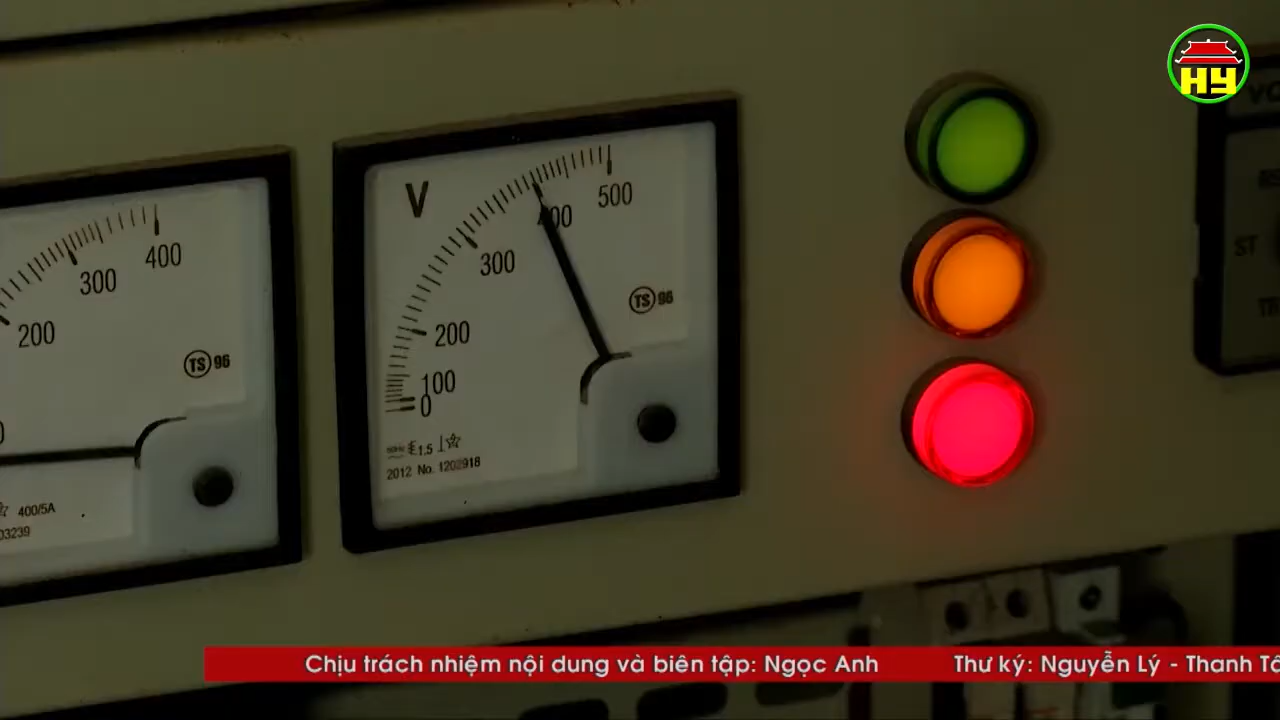 HY
V
500
400
300
200
100
0
TS 96
50Hz 1.5
2012 No. 1202918
400
300
200
TS 96
400/5A
03239
ST
Chịu trách nhiệm nội dung và biên tập: Ngọc Anh
Thư ký: Nguyễn Lý - Thanh Tâ